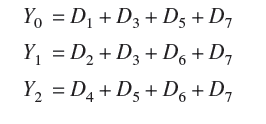 Y₀ = D₁ + D₃ + D₅ + D₇
Y₁ = D₂ + D₃ + D₆ + D₇
Y₂ = D₄ + D₅ + D₆ + D₇